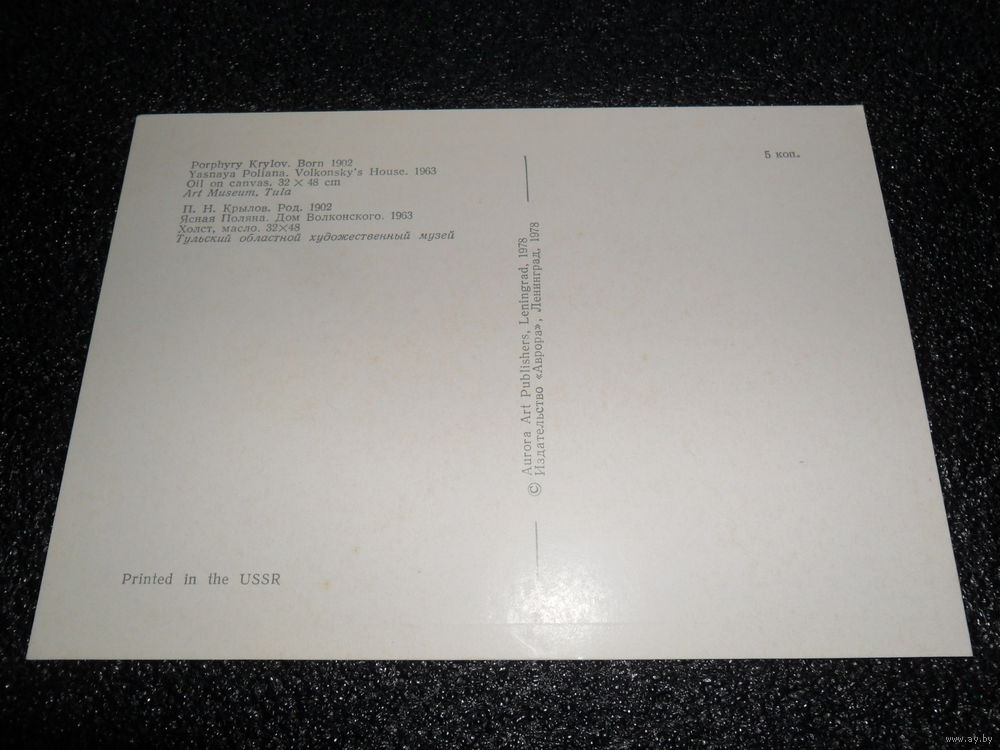 Porphyry Krylov. Born 1902
Yasnaya Poliana. Volkonsky's House. 1963
Oil on canvas. 32 × 48 cm
Art Museum, Tula
П. Н. Крылов. Род. 1902
Ясная Поляна. Дом Волконского. 1963
Холст, масло. 32×48
Тульский областной художественный музей
5 коп.
© Aurora Art Publishers, Leningrad, 1978
Издательство «Аврора», Ленинград, 1978
Printed in the USSR
www.ay.by